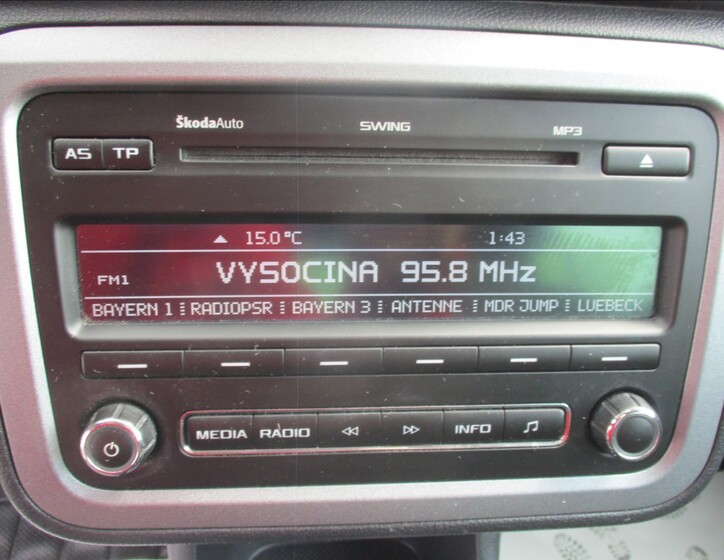 ŠkodaAuto SWING MP3
AS TP
15.0°C 1:43
FM1 VYSOCINA 95.8 MHz
BAYERN 1 RADIOPSR BAYERN 3 ANTENNE MDR JUMP LUEBECK
MEDIA RADIO INFO